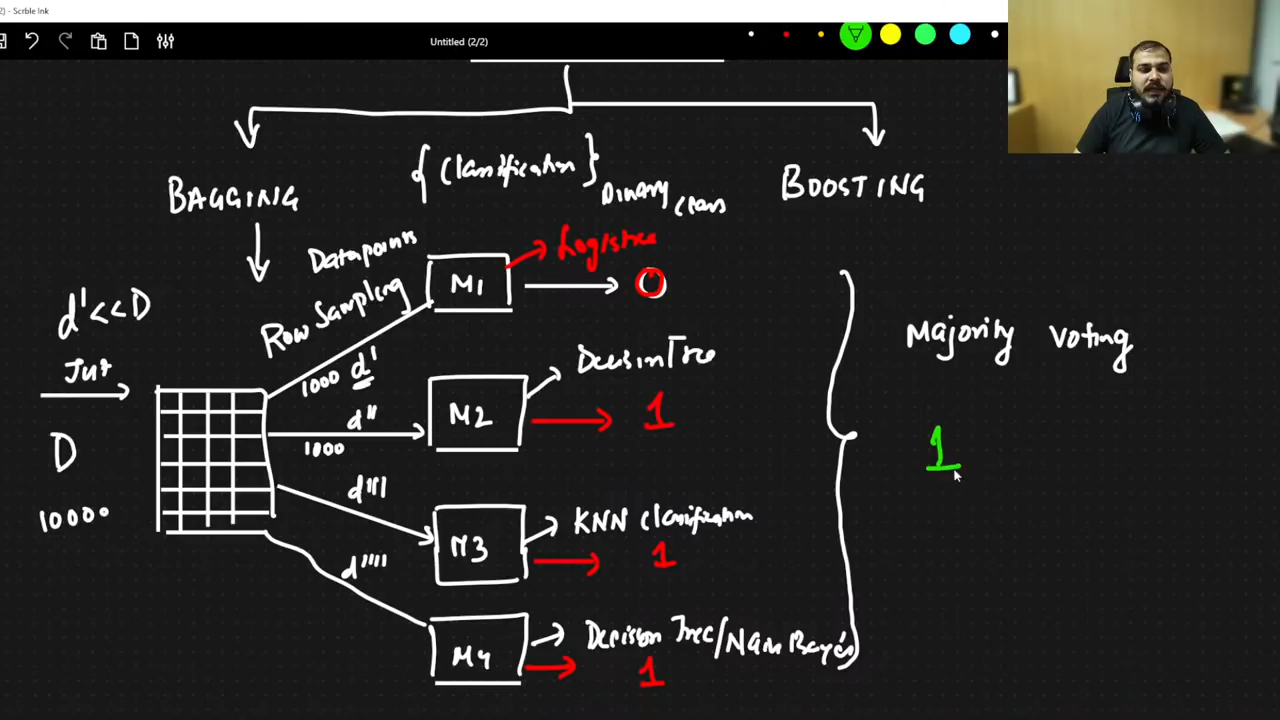 2) - Scrble Ink
Untitled (2/2)
BAGGING
{ Classification }
Binary class
BOOSTING
Datapoints
Row Sampling
M1
Logistic
0
d' << D
1000 d'
Majority Voting
Decision Tree
M2
1
d''
1000
D
1
10000
d'''
M3
KNN Classification
1
d''''
M4
Decision Tree/Naive Bayes
1